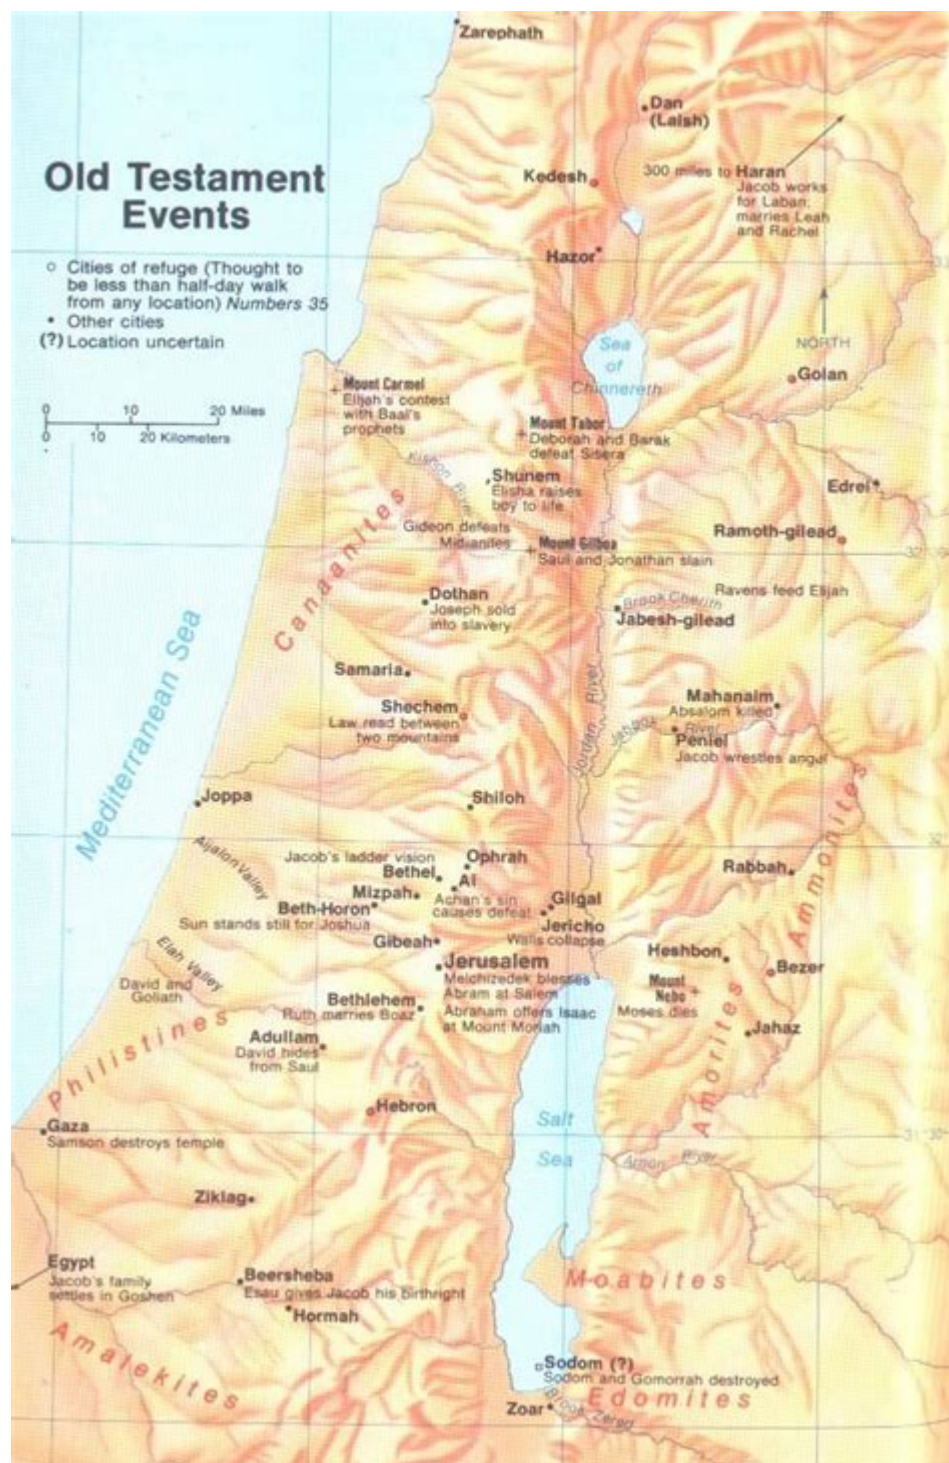 Zarephath
Dan
(Laish)
Old Testament
Events
Kedesh
300 miles to Haran
Jacob works
for Laban;
marries Leah
and Rachel
Hazor
Cities of refuge (Thought to
be less than half-day walk
from any location) Numbers 35
Other cities
(?) Location uncertain
NORTH
Sea
of
Chinnereth
Golan
0 10 20 Miles
0 10 20 Kilometers
Mount Carmel
Elijah's contest
with Baal's
prophets
Mount Tabor
Deborah and Barak
defeat Sisera
Kishon River
Shunem
Elisha raises
boy to life
Edrei
Canaanites
Gideon defeats
Midianites
Ramoth-gilead
Mount Gilboa
Saul and Jonathan slain
Dothan
Joseph sold
into slavery
Ravens feed Elijah
Brook Cherith
Jabesh-gilead
Mediterranean Sea
Samaria
Jordan River
Shechem
Law read between
two mountains
Mahanaim
Absalom killed
Jabbok River
Peniel
Jacob wrestles angel
Joppa
Shiloh
Ammonites
Aijalon Valley
Jacob's ladder vision
Bethel
Ophrah
Ai
Achan's sin
causes defeat
Rabbah
Mizpah
Beth-Horon
Sun stands still for Joshua
Gilgal
Jericho
Walls collapse
Gibeah
Jerusalem
Melchizedek blesses
Abram at Salem
Abraham offers Isaac
at Mount Moriah
Heshbon
Bezer
Elah Valley
David and
Goliath
Mount
Nebo
Moses dies
Bethlehem
Ruth marries Boaz
Amorites
Jahaz
Philistines
Adullam
David hides
from Saul
Hebron
Gaza
Samson destroys temple
Salt
Sea
31°30'
Arnon River
Ziklag
Egypt
Jacob's family
settles in Goshen
Beersheba
Esau gives Jacob his birthright
Hormah
Moabites
Amalekites
Sodom (?)
Sodom and Gomorrah destroyed
Edomites
Zoar
Brook Zered